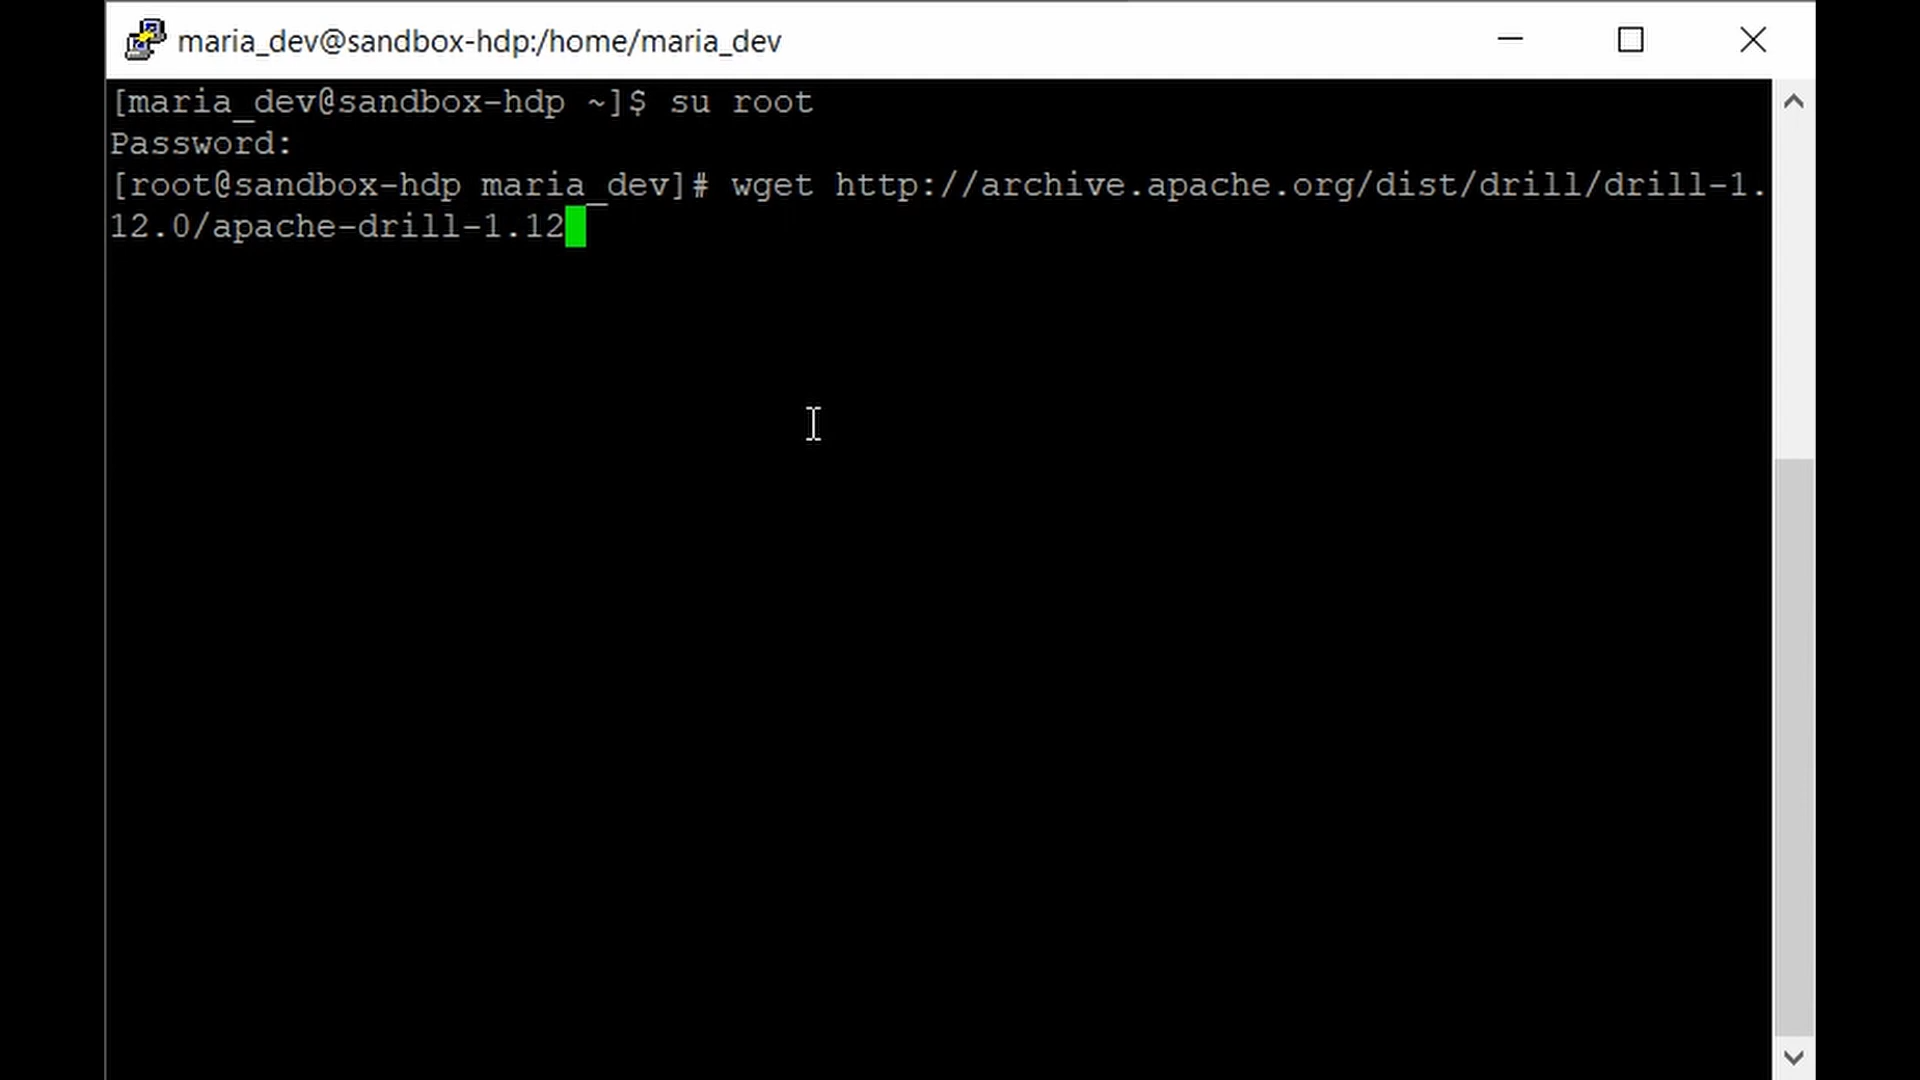 maria_dev@sandbox-hdp:/home/maria_dev
[maria_dev@sandbox-hdp ~]$ su root
Password:
[root@sandbox-hdp maria_dev]# wget http://archive.apache.org/dist/drill/drill-1.
12.0/apache-drill-1.12